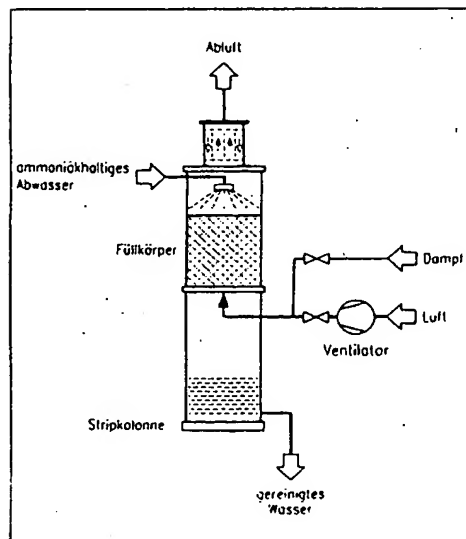 Abluft
ammoniakhaltiges
Abwasser
Füllkörper
Dampf
Luft
Ventilator
Stripkolonne
gereinigtes
Wasser